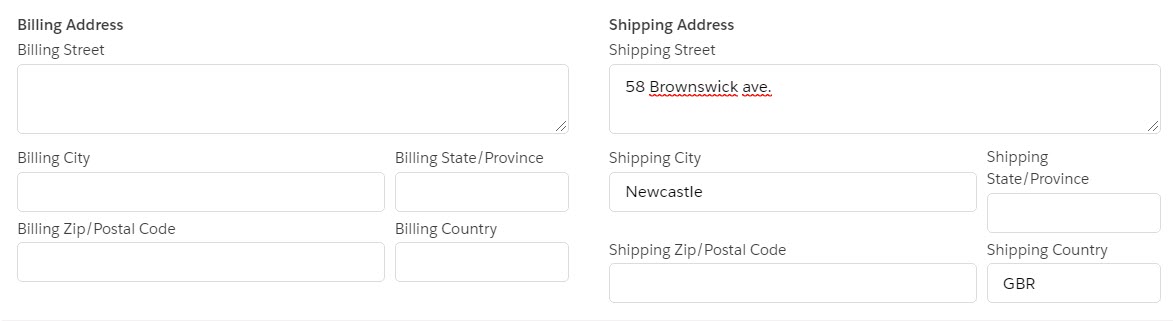 Billing Address
Billing Street
Billing City
Billing State/Province
Billing Zip/Postal Code
Billing Country
Shipping Address
Shipping Street
58 Brownswick ave.
Shipping City
Newcastle
Shipping
State/Province
Shipping Zip/Postal Code
Shipping Country
GBR